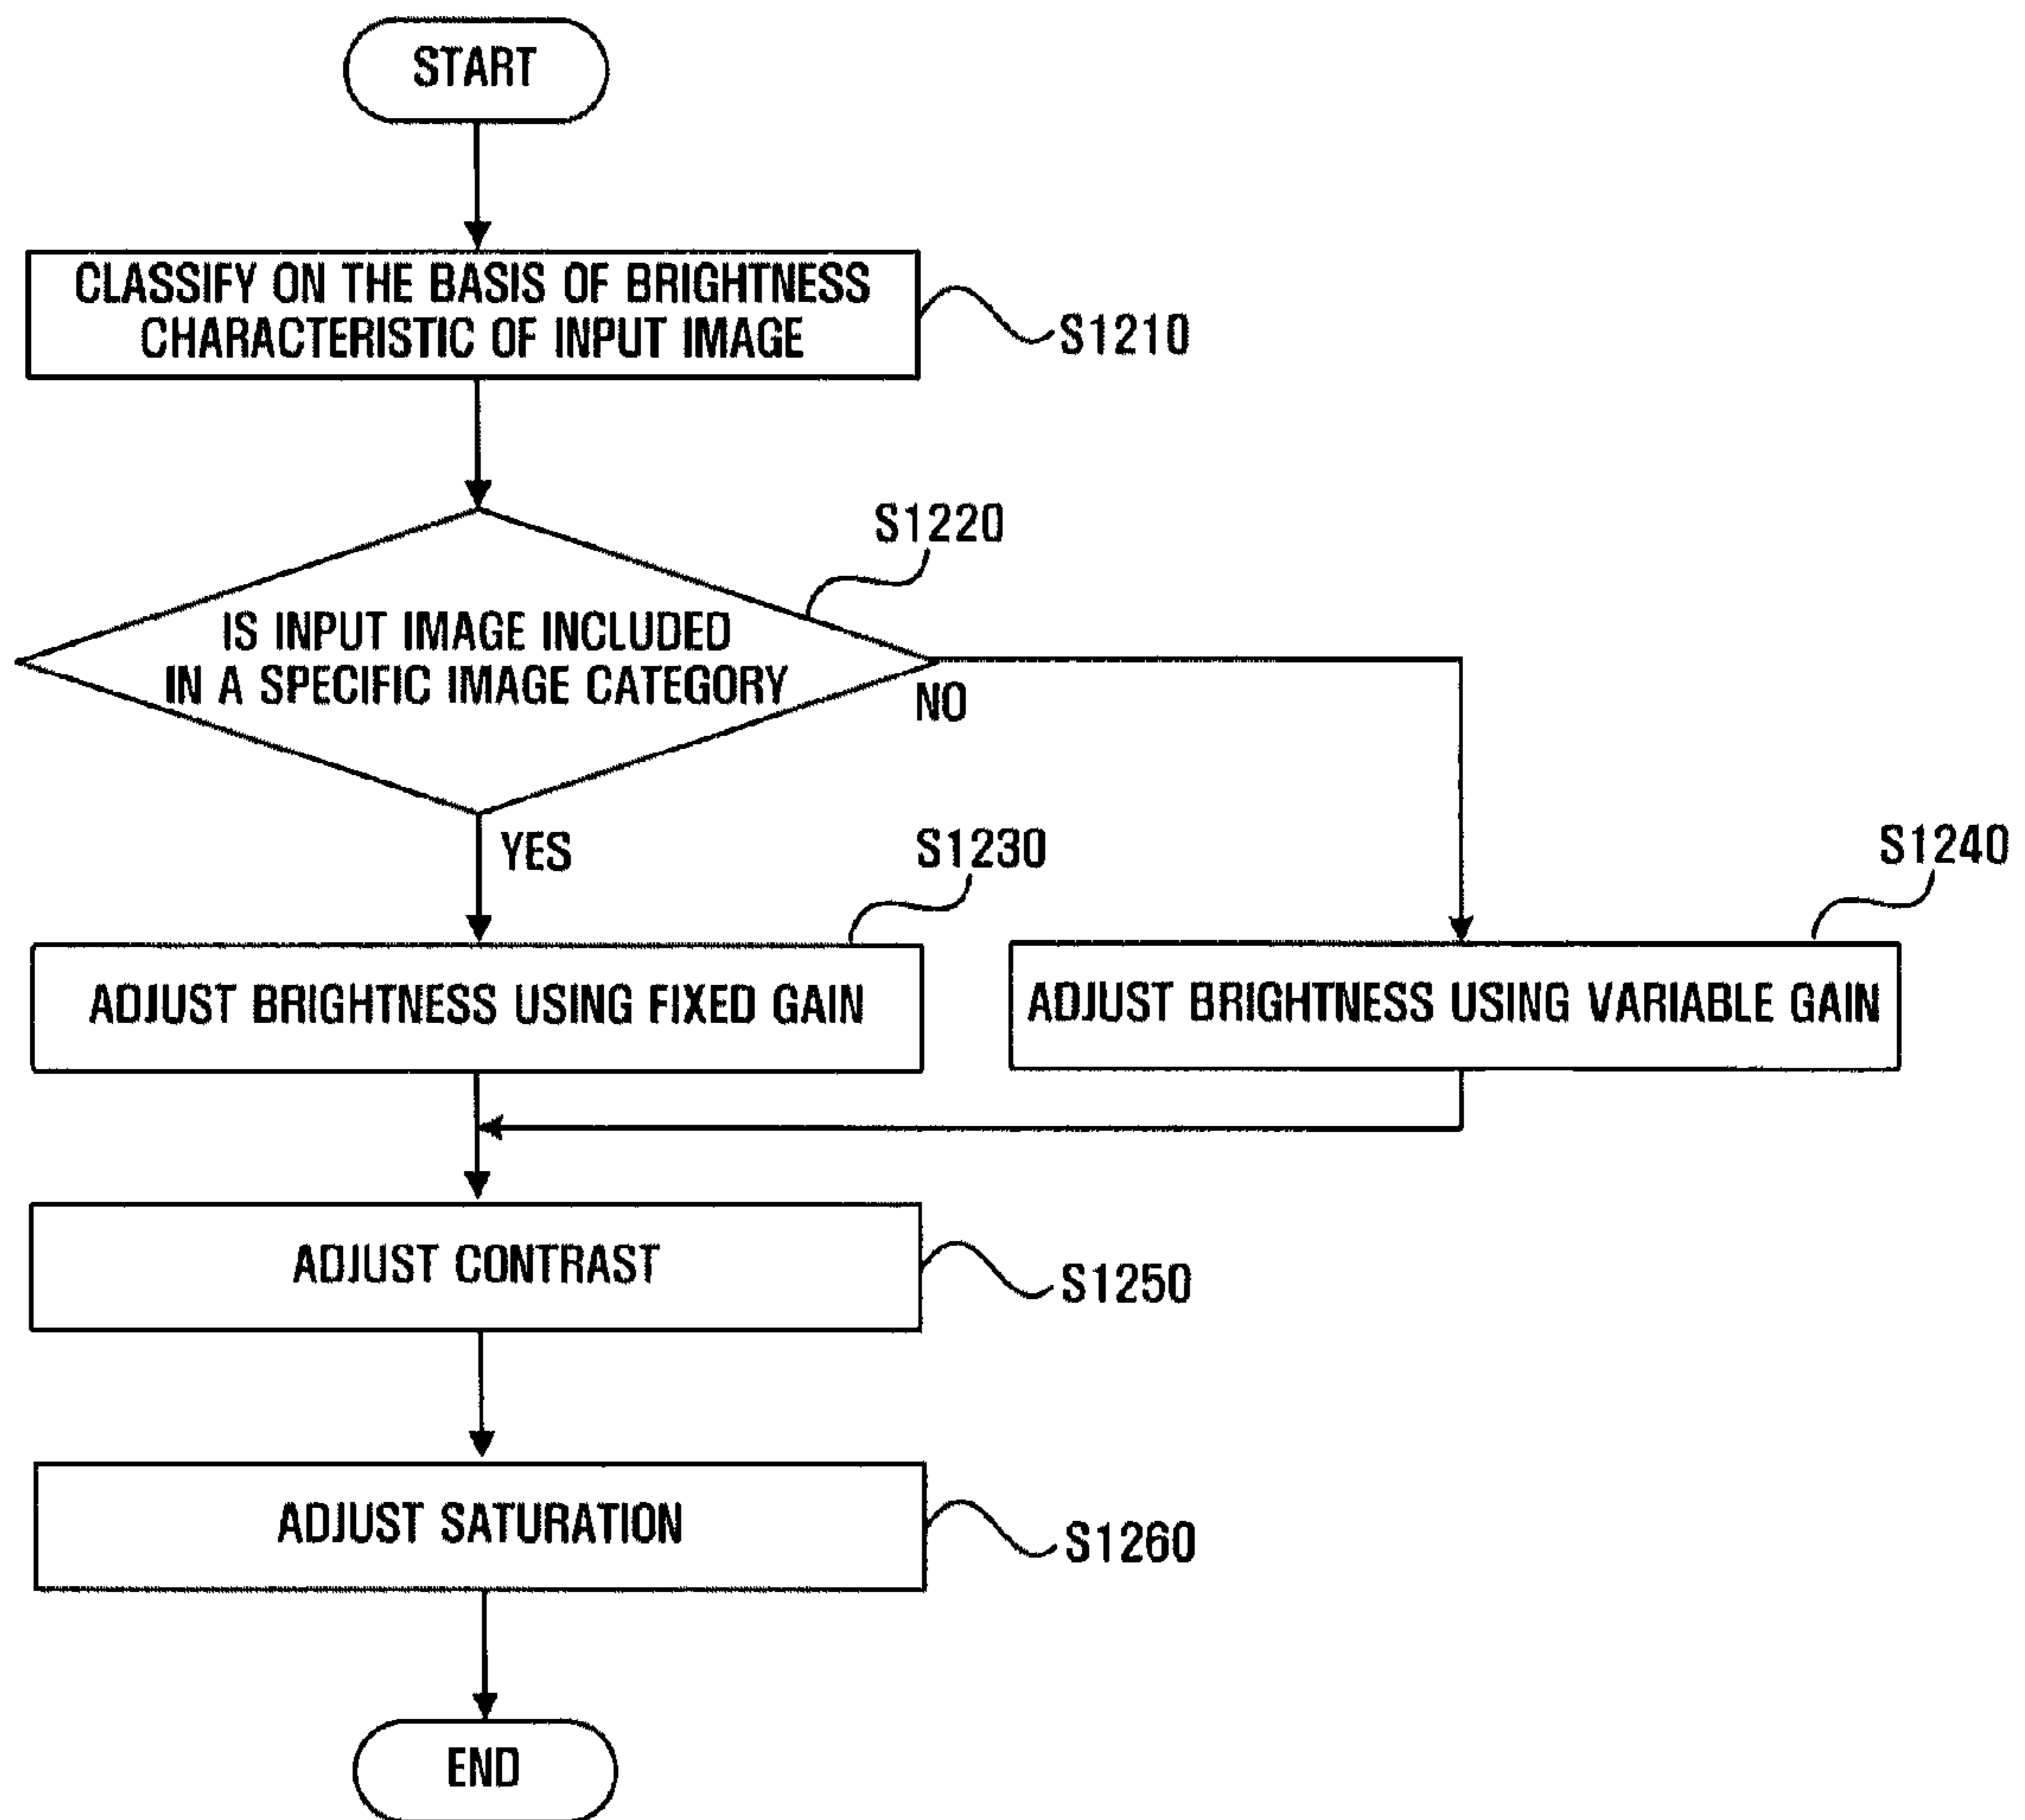 START
CLASSIFY ON THE BASIS OF BRIGHTNESS
CHARACTERISTIC OF INPUT IMAGE
S1210
S1220
IS INPUT IMAGE INCLUDED
IN A SPECIFIC IMAGE CATEGORY
NO
YES
S1230
S1240
ADJUST BRIGHTNESS USING FIXED GAIN
ADJUST BRIGHTNESS USING VARIABLE GAIN
ADJUST CONTRAST
S1250
ADJUST SATURATION
S1260
END